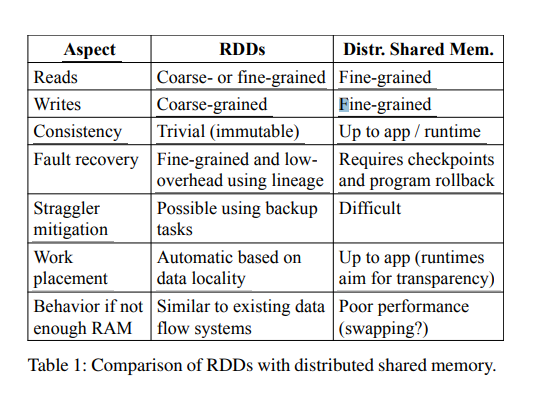 Aspect RDDs Distr. Shared Mem.
Reads Coarse- or fine-grained Fine-grained
Writes Coarse-grained Fine-grained
Consistency Trivial (immutable) Up to app / runtime
Fault recovery Fine-grained and low- Requires checkpoints
overhead using lineage and program rollback
Straggler Possible using backup Difficult
mitigation tasks
Work Automatic based on Up to app (runtimes
placement data locality aim for transparency)
Behavior if not Similar to existing data Poor performance
enough RAM flow systems (swapping?)
Table 1: Comparison of RDDs with distributed shared memory.